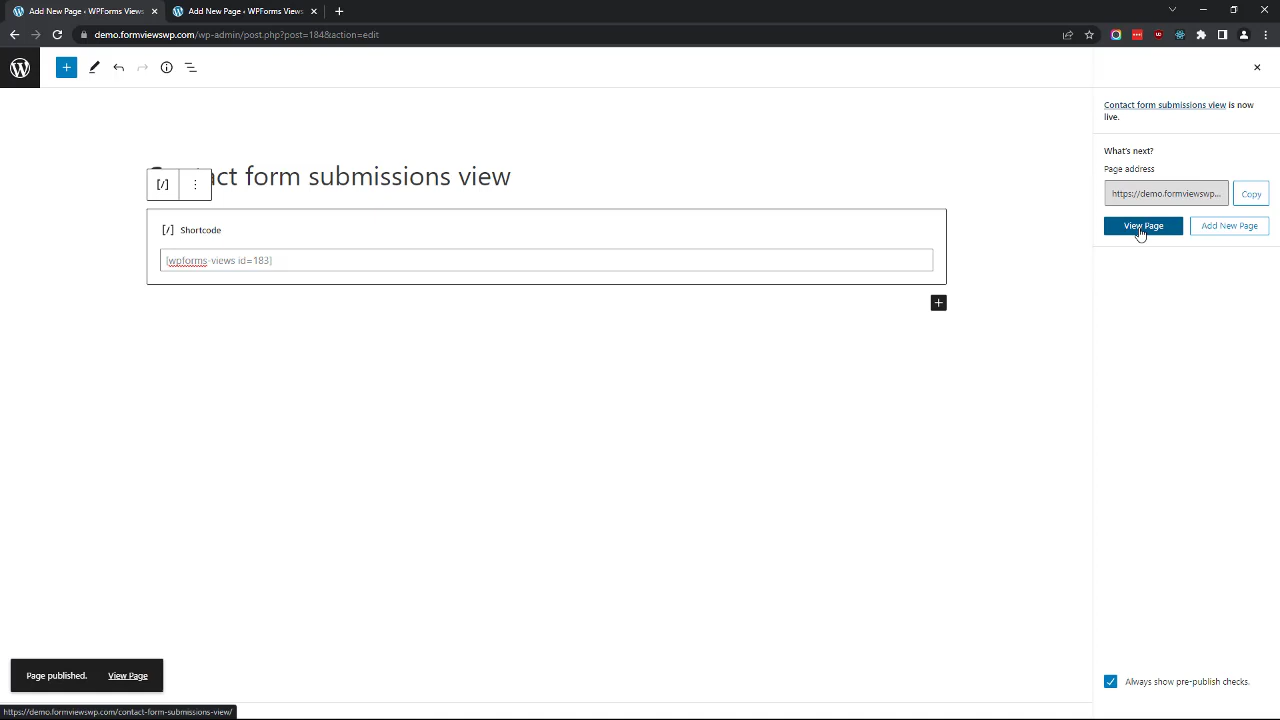 Add New Page ‹ WPForms Views
Add New Page ‹ WPForms Views
demo.formviewswp.com/wp-admin/post.php?post=184&action=edit
Contact form submissions view is now
live.
What's next?
Page address
https://demo.formviewswp...
Copy
View Page
Add New Page
act form submissions view
[/]
[/] Shortcode
[wpforms-views id=183]
Page published.
View Page
Always show pre-publish checks.
https://demo.formviewswp.com/contact-form-submissions-view/